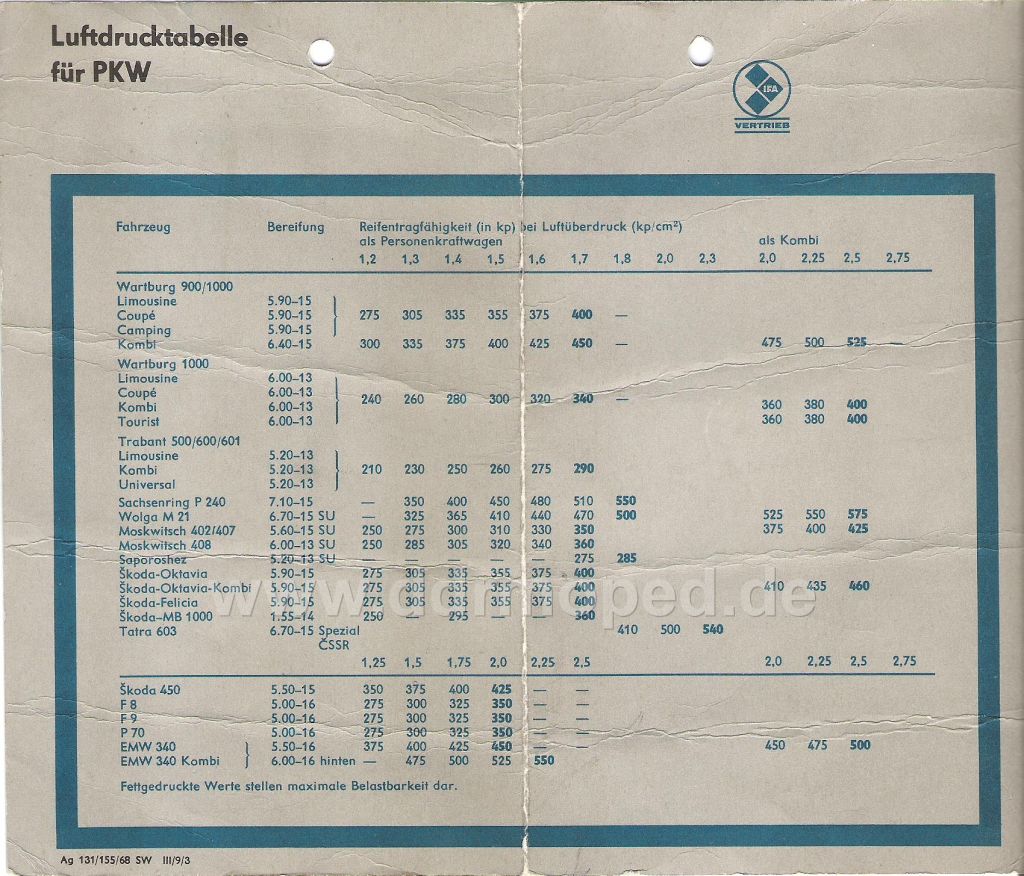 Luftdrucktabelle
für PKW
IFA
VERTRIEB
Fahrzeug Bereifung Reifentragfähigkeit (in kp) bei Luftüberdruck (kp/cm²)
als Personenkraftwagen als Kombi
1,2 1,3 1,4 1,5 1,6 1,7 1,8 2,0 2,3 2,0 2,25 2,5 2,75
Wartburg 900/1000
Limousine 5.90–15
Coupé 5.90–15 275 305 335 355 375 400 —
Camping 5.90–15
Kombi 6.40–15 300 335 375 400 425 450 — 475 500 525 —
Wartburg 1000
Limousine 6.00–13
Coupé 6.00–13 240 260 280 300 320 340 —
Kombi 6.00–13 360 380 400
Tourist 6.00–13 360 380 400
Trabant 500/600/601
Limousine 5.20–13
Kombi 5.20–13 210 230 250 260 275 290
Universal 5.20–13
Sachsenring P 240 7.10–15 — 350 400 450 480 510 550
Wolga M 21 6.70–15 SU — 325 365 410 440 470 500 525 550 575
Moskwitsch 402/407 5.60–15 SU 250 275 300 310 330 350 375 400 425
Moskwitsch 408 6.00–13 SU 250 285 305 320 340 360
Saporoshez 5.20–13 SU — — — — — 275 285
Škoda-Oktavia 5.90–15 275 305 335 355 375 400
Škoda-Oktavia-Kombi 5.90–15 275 305 335 355 375 400 410 435 460
Škoda-Felicia 5.90–15 275 305 335 355 375 400
Škoda-MB 1000 1.55–14 250 — 295 — — 360
Tatra 603 6.70–15 Spezial 410 500 540
ČSSR
1,25 1,5 1,75 2,0 2,25 2,5 2,0 2,25 2,5 2,75
Škoda 450 5.50–15 350 375 400 425 — —
F 8 5.00–16 275 300 325 350 — —
F 9 5.00–16 275 300 325 350 — —
P 70 5.00–16 275 300 325 350 — —
EMW 340 5.50–16 375 400 425 450 — — 450 475 500
EMW 340 Kombi 6.00–16 hinten — 475 500 525 550
Fettgedruckte Werte stellen maximale Belastbarkeit dar.
Ag 131/155/68 SW III/9/3